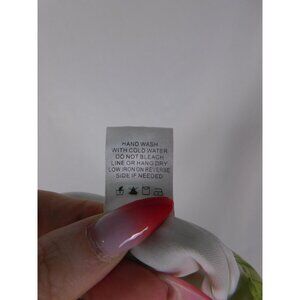 HAND WASH
WITH COLD WATER
DO NOT BLEACH
LINE OR HANG DRY
LOW IRON ON REVERSE
SIDE IF NEEDED